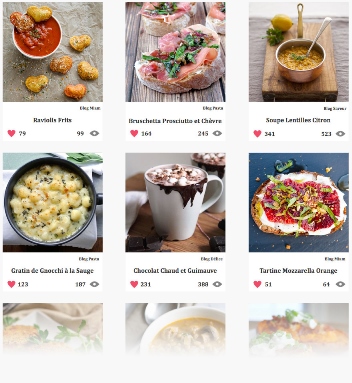 Blog Miam
Raviolis Frits
79 99
Blog Pasta
Bruschetta Prosciutto et Chèvre
164 245
Blog Saveur
Soupe Lentilles Citron
341 523
Blog Pasta
Gratin de Gnocchi à la Sauge
123 187
Blog Délice
Chocolat Chaud et Guimauve
231 388
Blog Miam
Tartine Mozzarella Orange
51 64